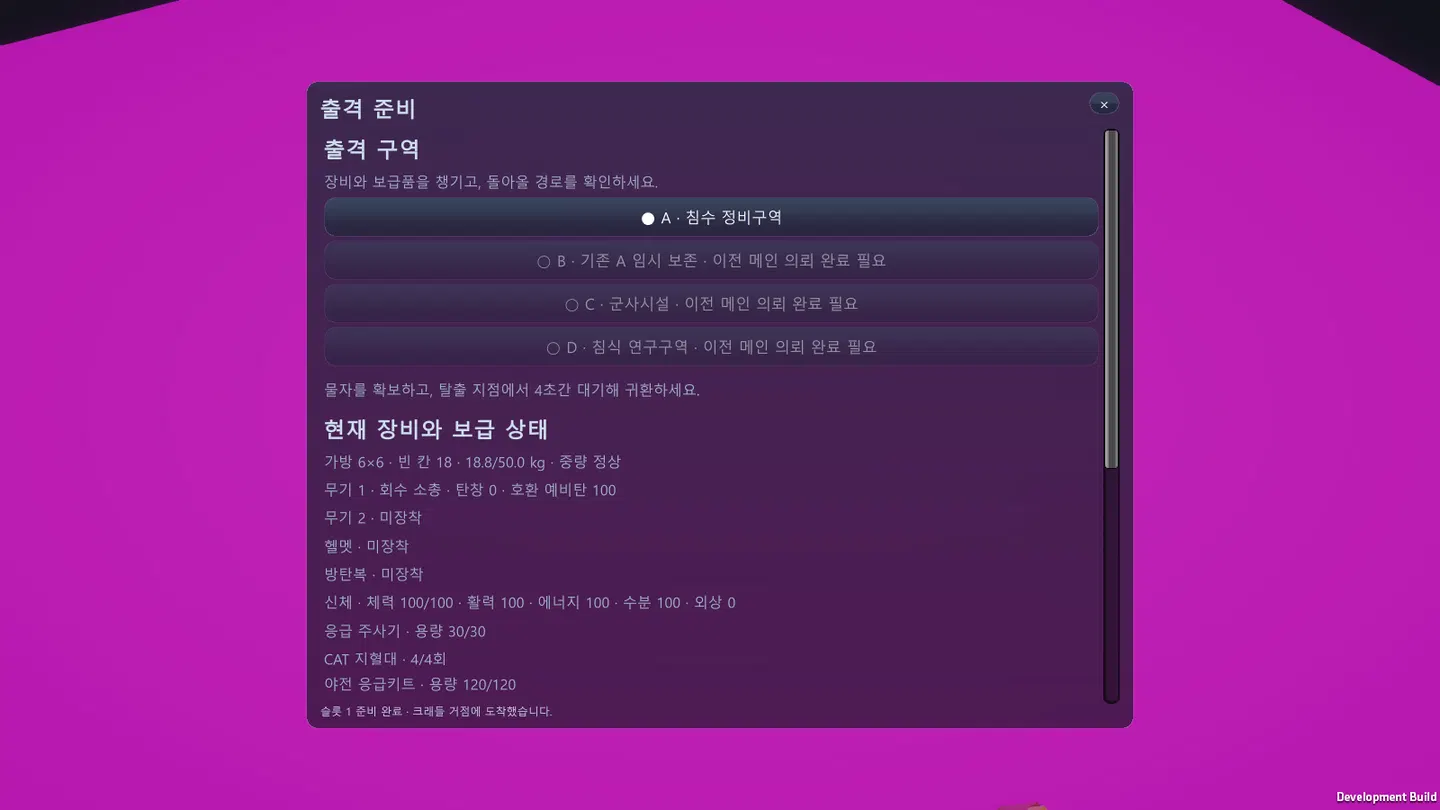 출격 준비
×
출격 구역
장비와 보급품을 챙기고, 돌아올 경로를 확인하세요.
● A · 침수 정비구역
○ B · 기존 A 임시 보존 · 이전 메인 의뢰 완료 필요
○ C · 군사시설 · 이전 메인 의뢰 완료 필요
○ D · 침식 연구구역 · 이전 메인 의뢰 완료 필요
물자를 확보하고, 탈출 지점에서 4초간 대기해 귀환하세요.
현재 장비와 보급 상태
가방 6×6 · 빈 칸 18 · 18.8/50.0 kg · 중량 정상
무기 1 · 회수 소총 · 탄창 0 · 호환 예비탄 100
무기 2 · 미장착
헬멧 · 미장착
방탄복 · 미장착
신체 · 체력 100/100 · 활력 100 · 에너지 100 · 수분 100 · 외상 0
응급 주사기 · 용량 30/30
CAT 지혈대 · 4/4회
야전 응급키트 · 용량 120/120
슬롯 1 준비 완료 · 크래들 거점에 도착했습니다.
Development Build